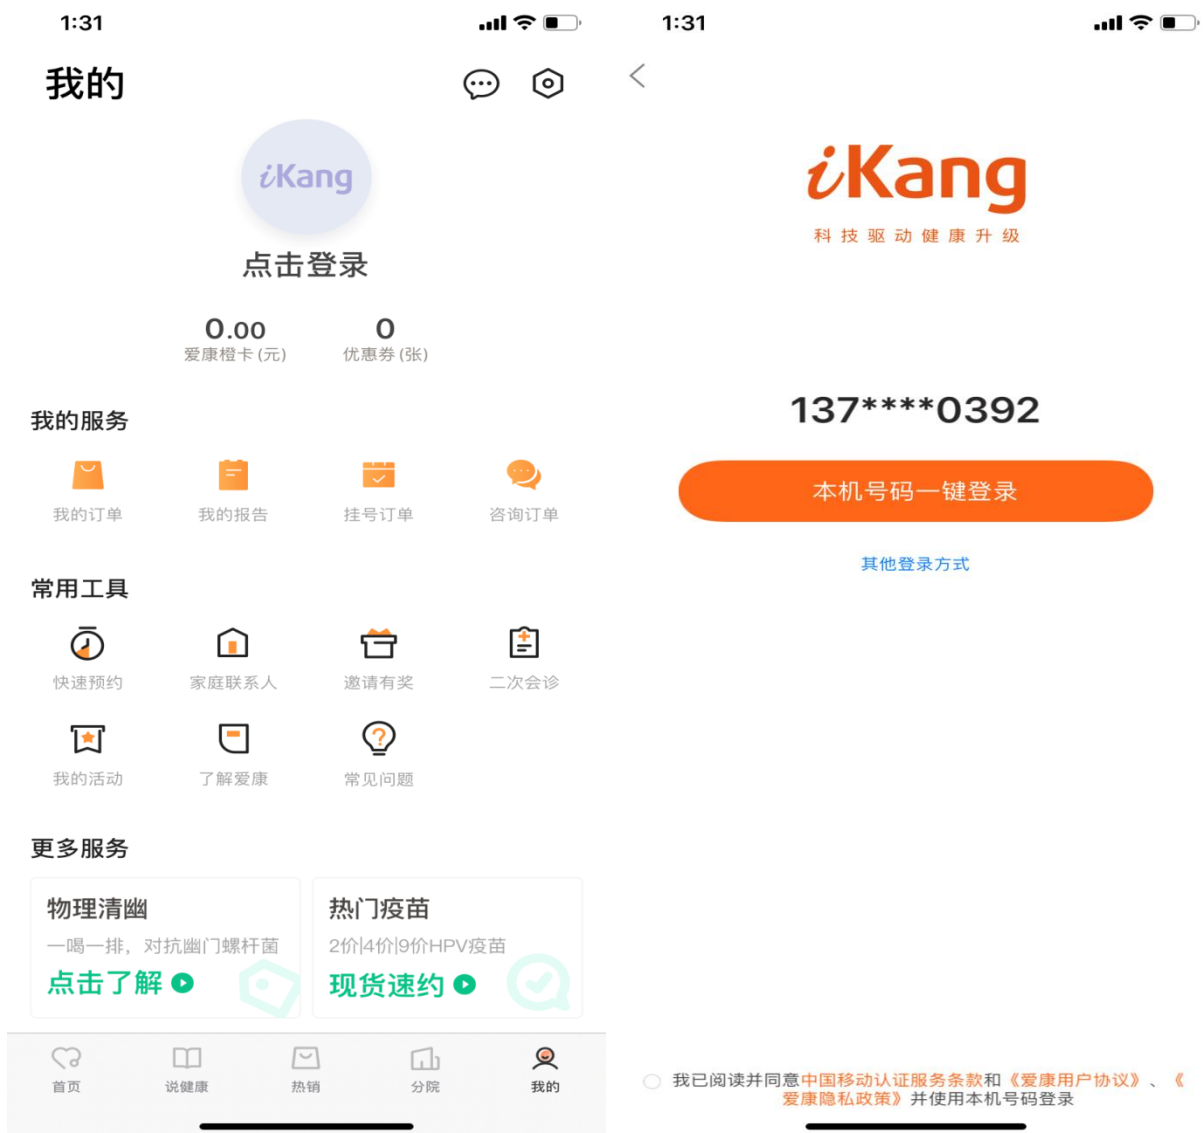 1:31
我的
iKang
点击登录
0.00
0
爱康橙卡(元)
优惠券(张)
我的服务
我的订单
我的报告
挂号订单
咨询订单
常用工具
快速预约
家庭联系人
邀请有奖
二次会诊
我的活动
了解爱康
常见问题
更多服务
物理清幽
一喝一排，对抗幽门螺杆菌
点击了解
热门疫苗
2价|4价|9价HPV疫苗
现货速约
首页
说健康
热销
分院
我的
1:31
iKang
科技驱动健康升级
137****0392
本机号码一键登录
其他登录方式
我已阅读并同意中国移动认证服务条款和《爱康用户协议》、《
爱康隐私政策》并使用本机号码登录